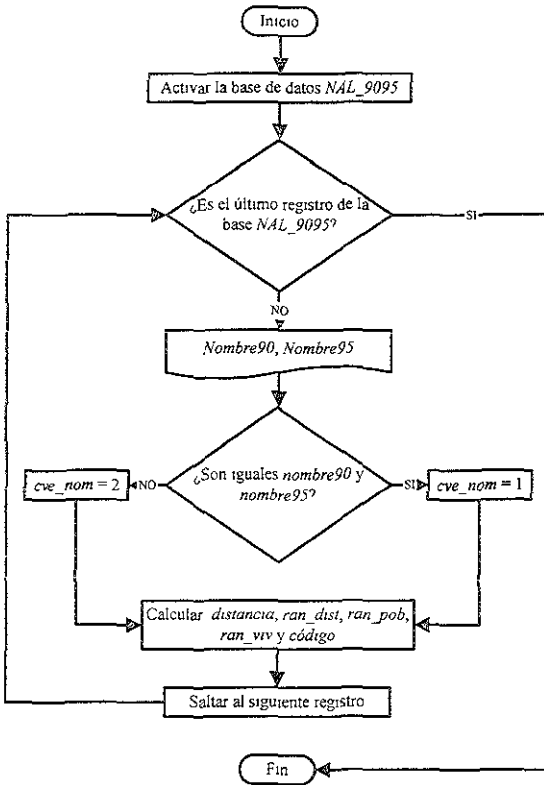 Inicio
Activar la base de datos NAL_9095
¿Es el último registro de la
base NAL_9095?
SI
NO
Nombre90, Nombre95
¿Son iguales nombre90 y
nombre95?
cve_nom = 2
NO
SI
cve_nom = 1
Calcular distancia, ran_dist, ran_pob,
ran_viv y código
Saltar al siguiente registro
Fin